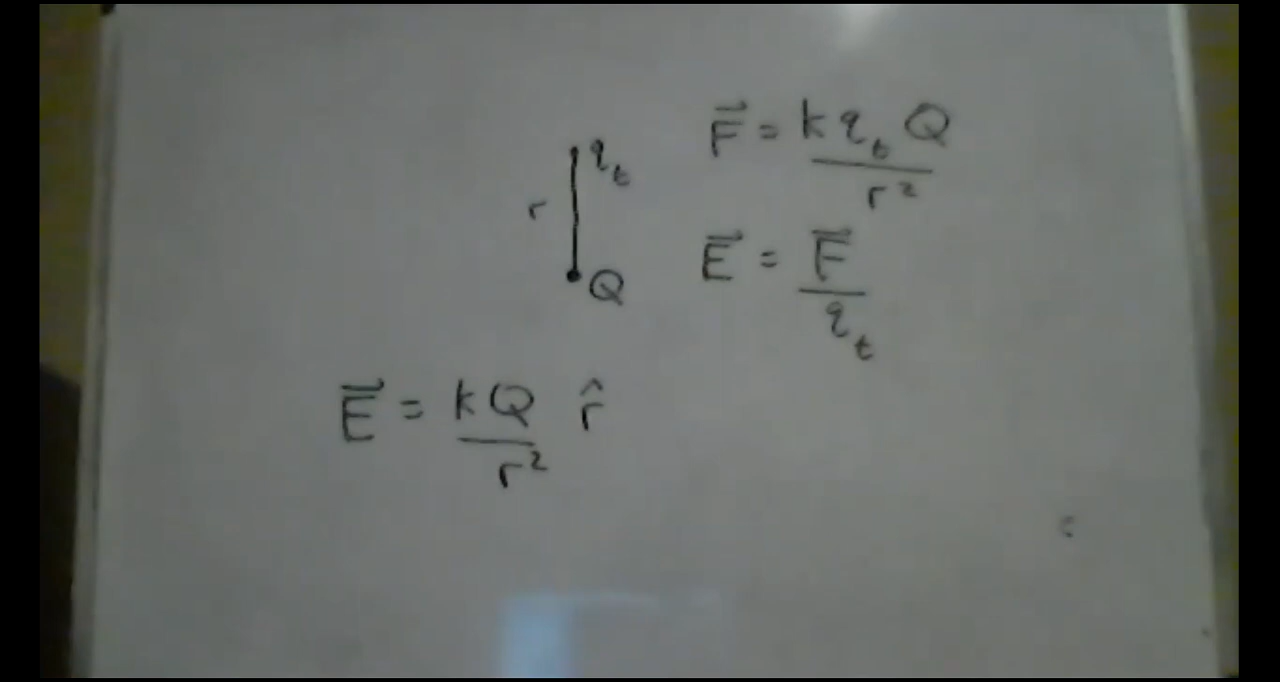 F⃗ = k q_t Q / r²
q_t
r
Q
E⃗ = F⃗ / q_t
E⃗ = kQ / r² r̂